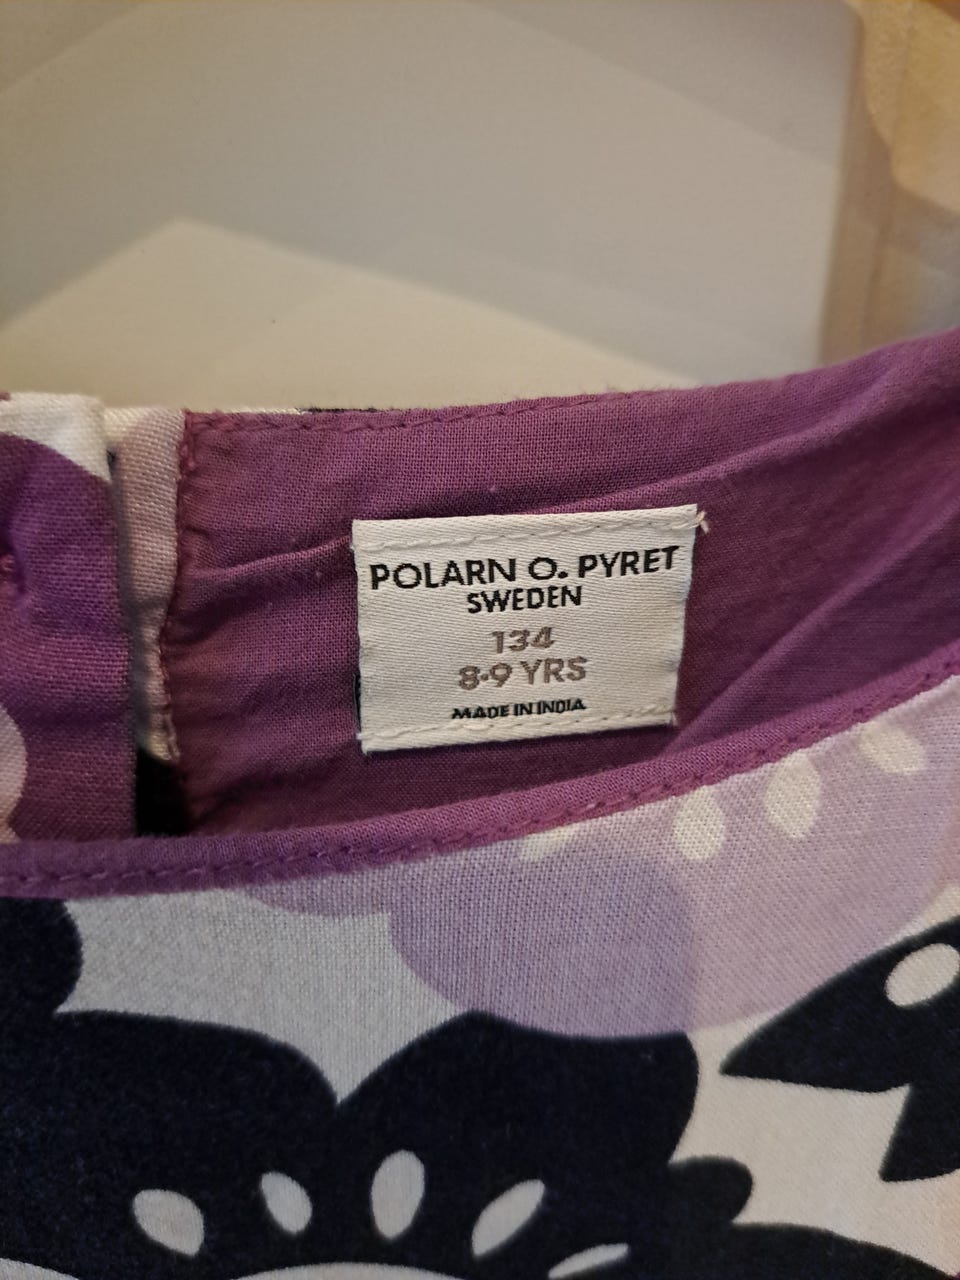 POLARN O. PYRET
SWEDEN
134
8-9 YRS
MADE IN INDIA